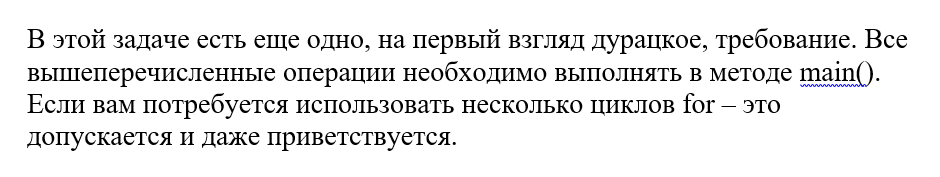 В этой задаче есть еще одно, на первый взгляд дурацкое, требование. Все
вышеперечисленные операции необходимо выполнять в методе main().
Если вам потребуется использовать несколько циклов for – это
допускается и даже приветствуется.